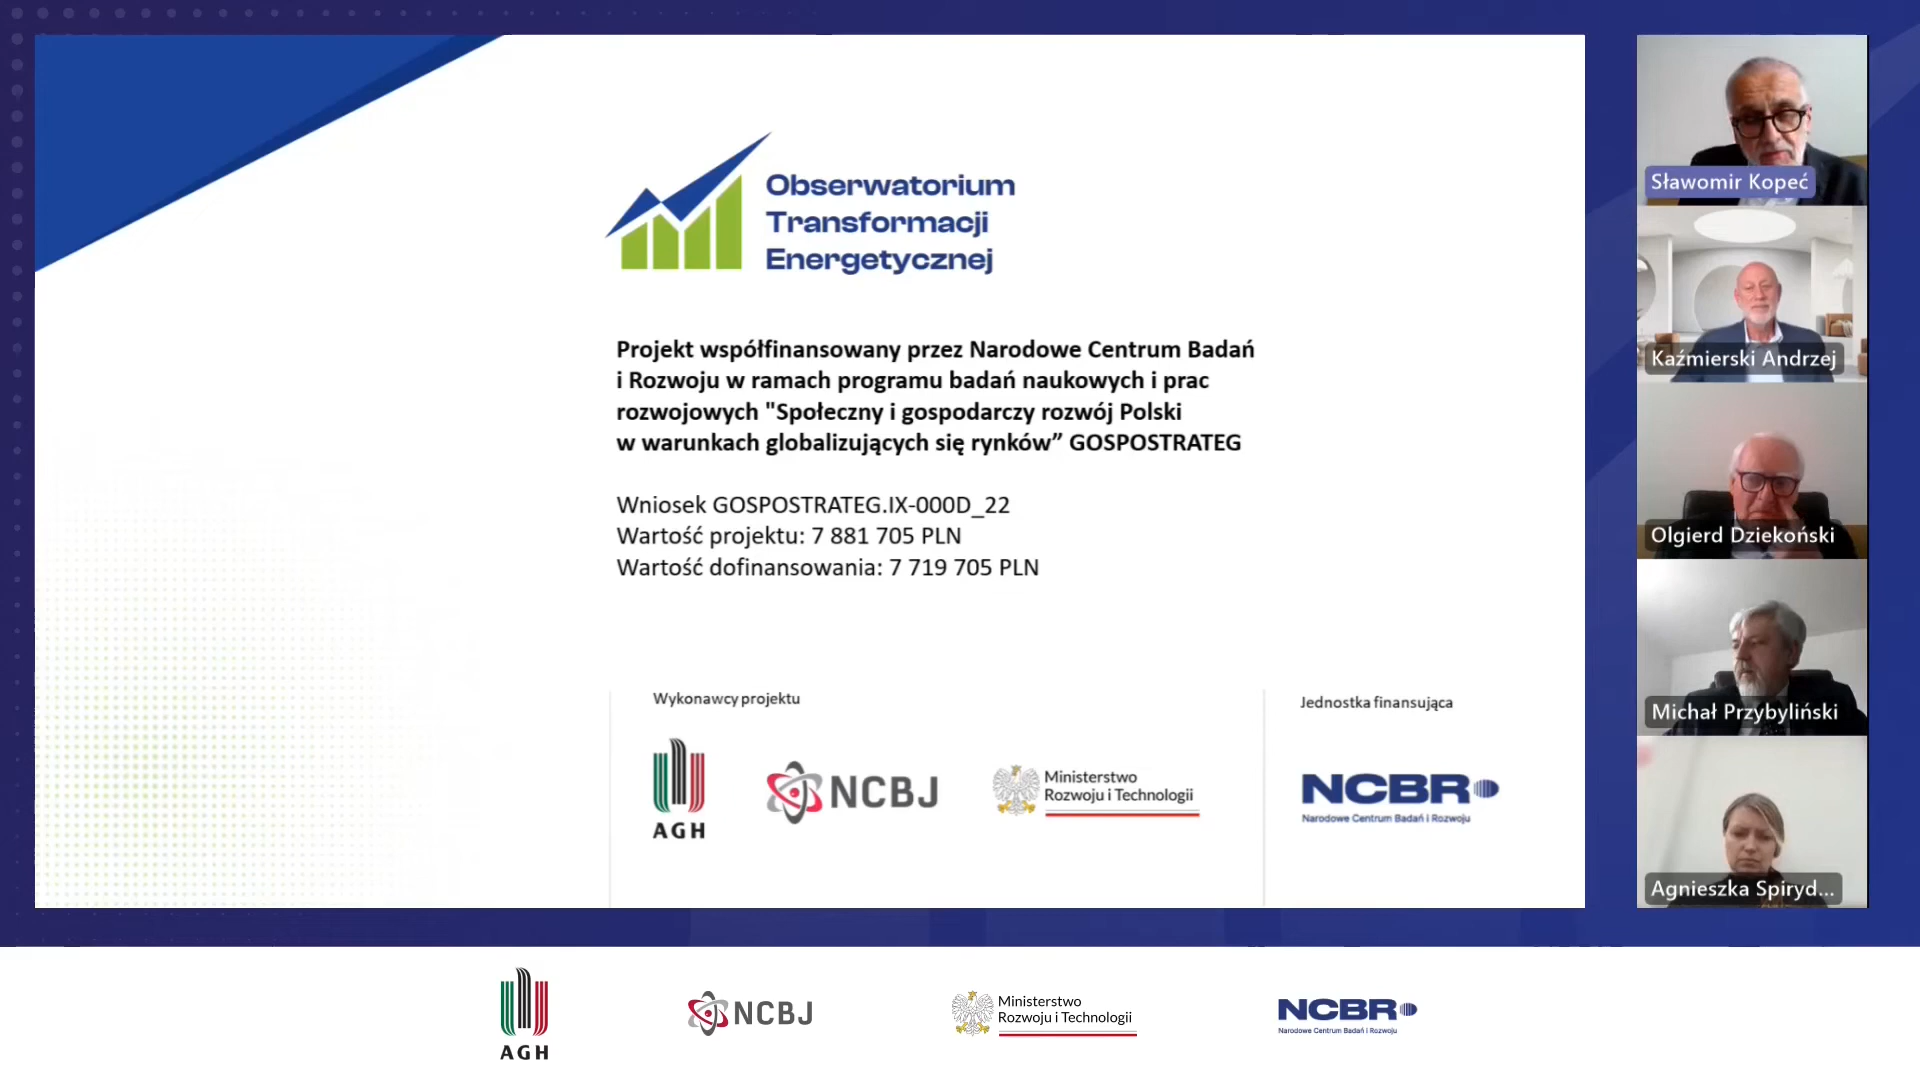 Obserwatorium
Transformacji
Energetycznej
Projekt współfinansowany przez Narodowe Centrum Badań
i Rozwoju w ramach programu badań naukowych i prac
rozwojowych "Społeczny i gospodarczy rozwój Polski
w warunkach globalizujących się rynków” GOSPOSTRATEG
Wniosek GOSPOSTRATEG.IX-000D_22
Wartość projektu: 7 881 705 PLN
Wartość dofinansowania: 7 719 705 PLN
Wykonawcy projektu
Jednostka finansująca
AGH
NCBJ
Ministerstwo
Rozwoju i Technologii
NCBR
Narodowe Centrum Badań i Rozwoju
Sławomir Kopeć
Kaźmierski Andrzej
Olgierd Dziekoński
Michał Przybyliński
Agnieszka Spiryd...
AGH
NCBJ
Ministerstwo
Rozwoju i Technologii
NCBR
Narodowe Centrum Badań i Rozwoju